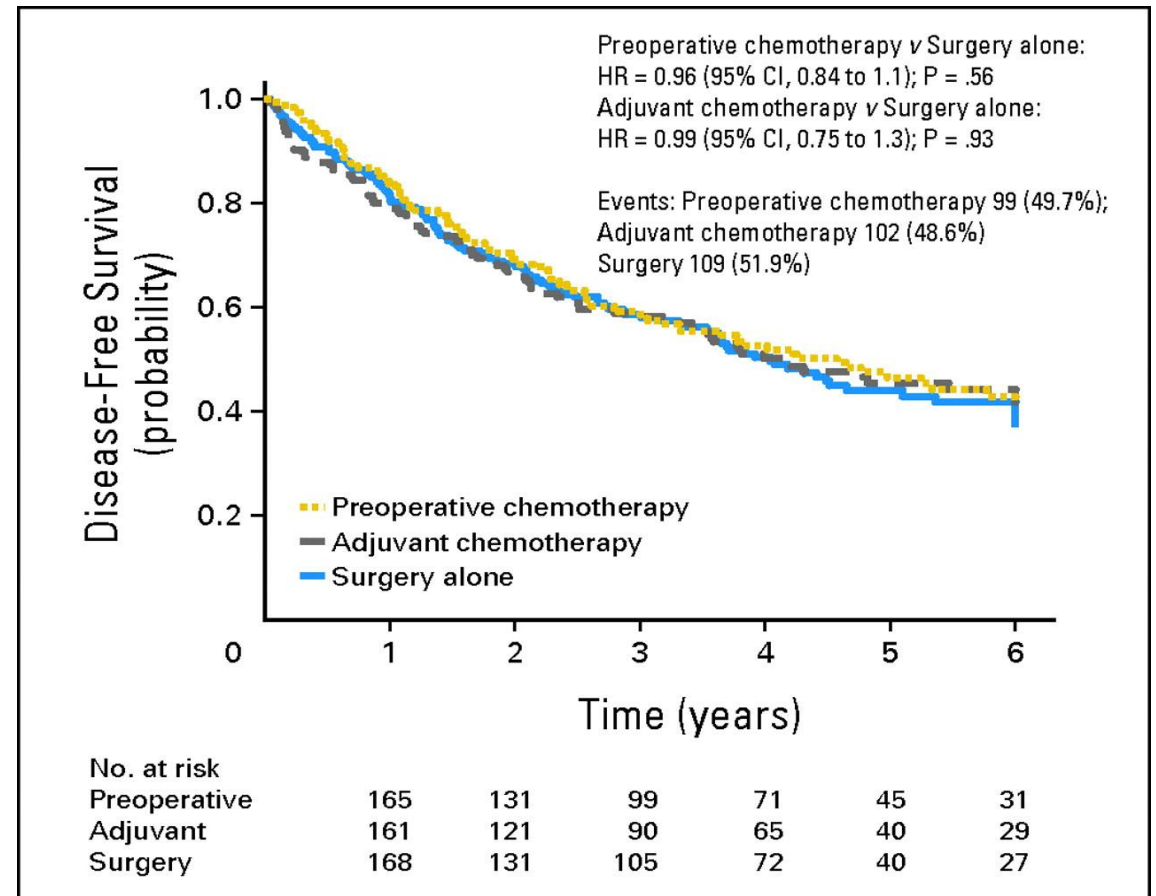 Preoperative chemotherapy v Surgery alone:
HR = 0.96 (95% CI, 0.84 to 1.1); P = .56
Adjuvant chemotherapy v Surgery alone:
HR = 0.99 (95% CI, 0.75 to 1.3); P = .93
Events: Preoperative chemotherapy 99 (49.7%);
Adjuvant chemotherapy 102 (48.6%)
Surgery 109 (51.9%)
Disease-Free Survival
(probability)
1.0
0.8
0.6
0.4
0.2
Preoperative chemotherapy
Adjuvant chemotherapy
Surgery alone
0 1 2 3 4 5 6
Time (years)
No. at risk
Preoperative 165 131 99 71 45 31
Adjuvant 161 121 90 65 40 29
Surgery 168 131 105 72 40 27